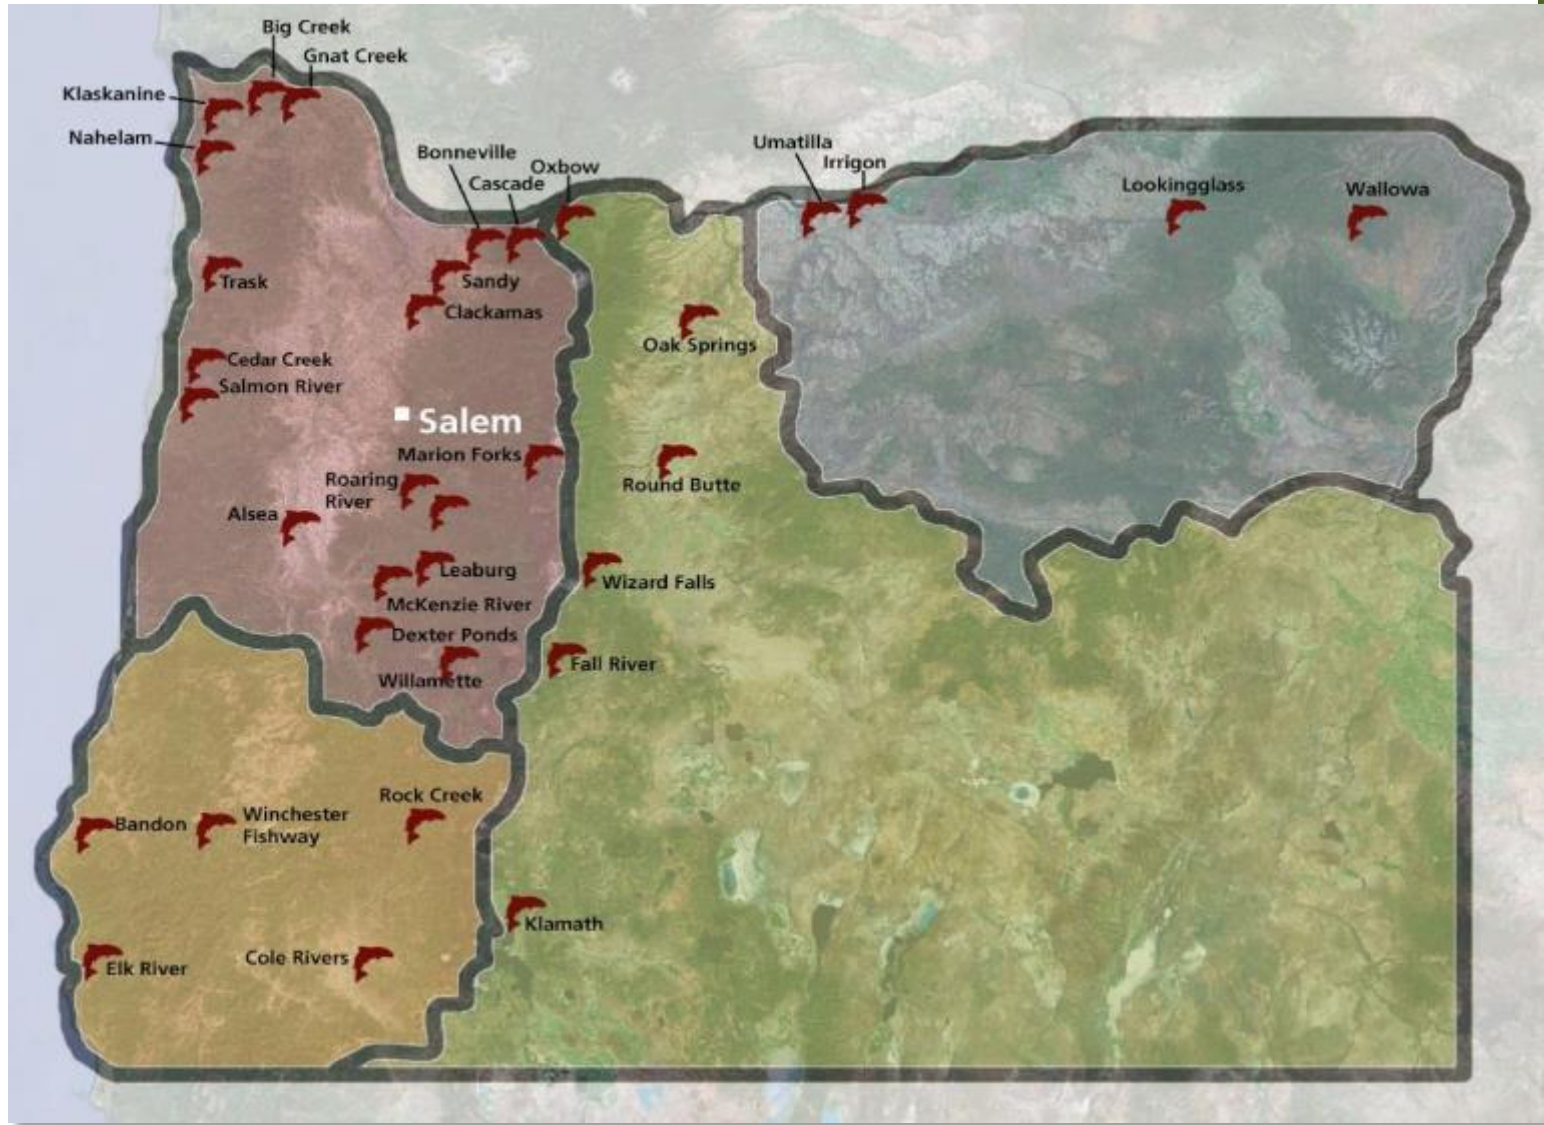 Big Creek
Gnat Creek
Klaskanine
Nahelam
Bonneville
Cascade
Oxbow
Umatilla
Irrigon
Lookingglass
Wallowa
Trask
Sandy
Clackamas
Oak Springs
Cedar Creek
Salmon River
Salem
Marion Forks
Roaring
River
Round Butte
Alsea
Leaburg
Wizard Falls
McKenzie River
Dexter Ponds
Fall River
Willamette
Rock Creek
Bandon
Winchester
Fishway
Klamath
Elk River
Cole Rivers